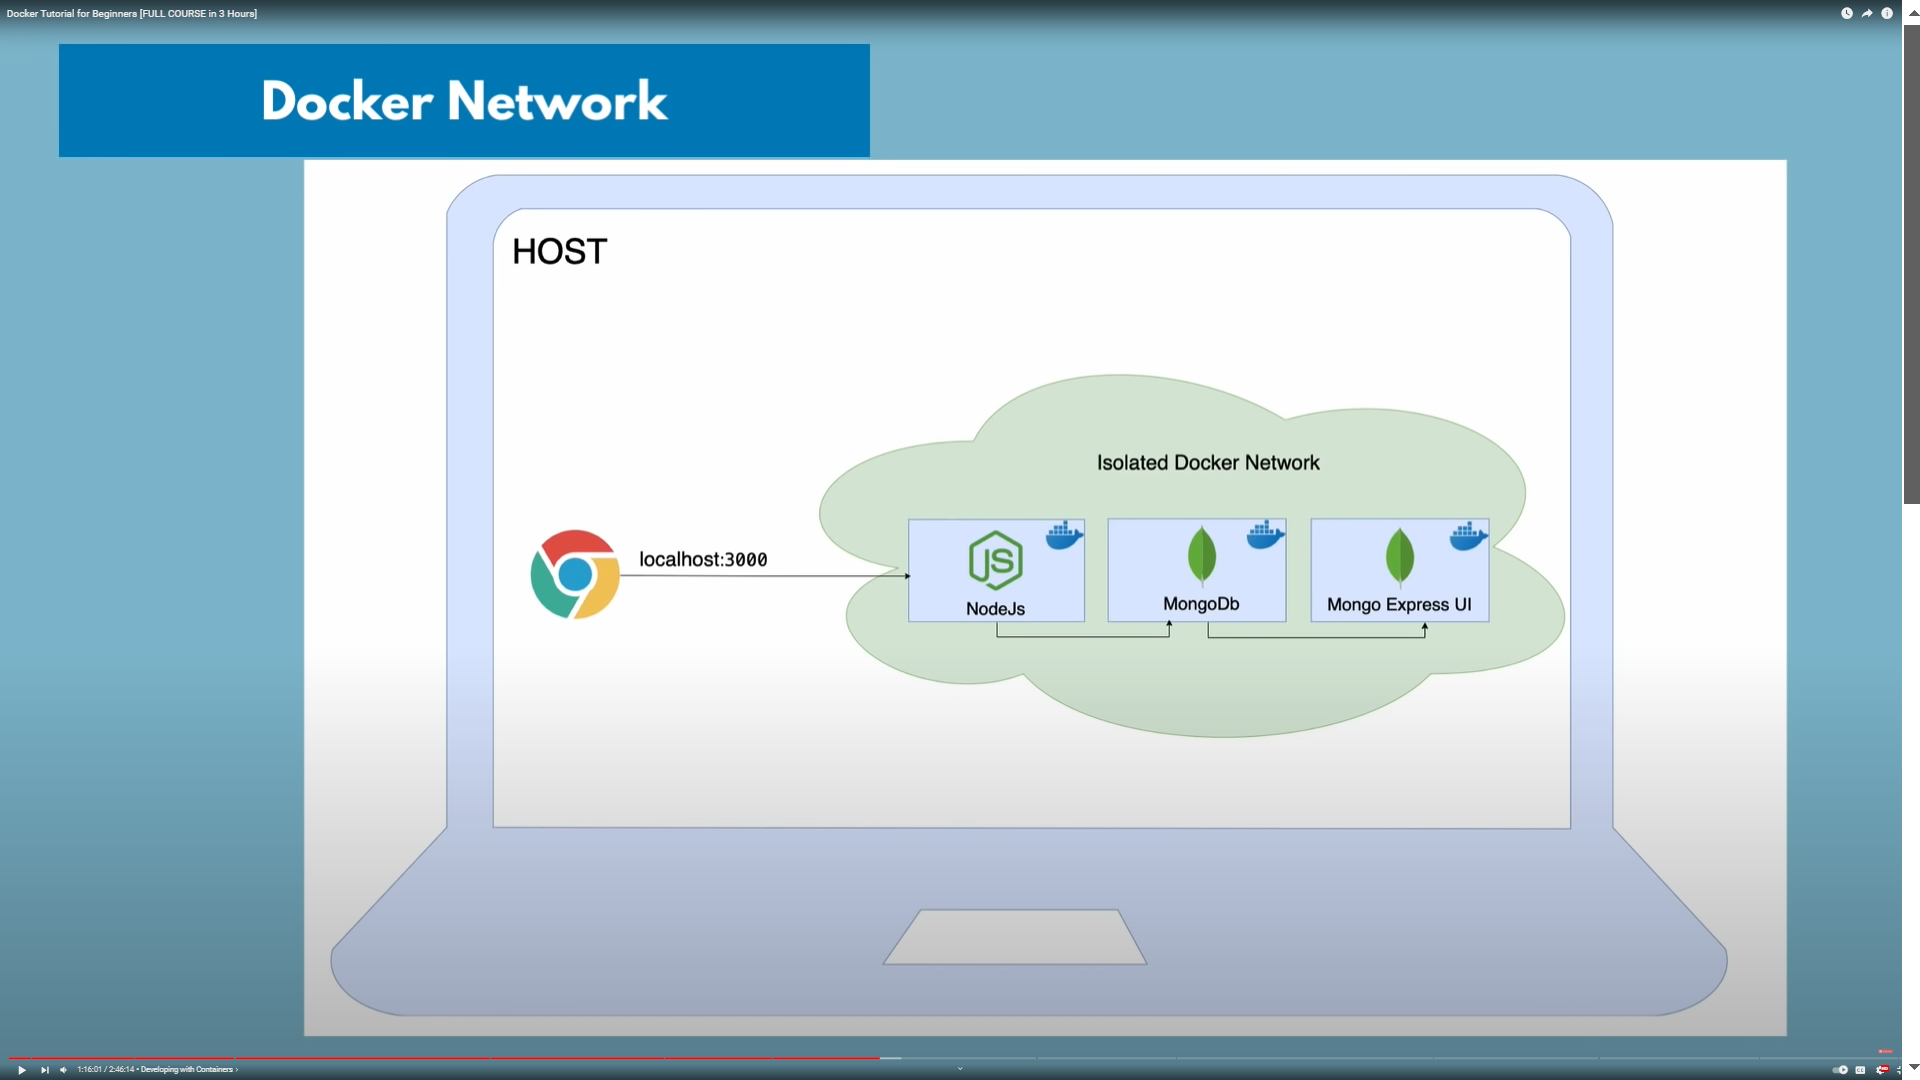 Docker Tutorial for Beginners [FULL COURSE in 3 Hours]
Docker Network
HOST
Isolated Docker Network
localhost:3000
JS
NodeJs
MongoDb
Mongo Express UI
1:16:01 / 2:46:14 • Developing with Containers ›